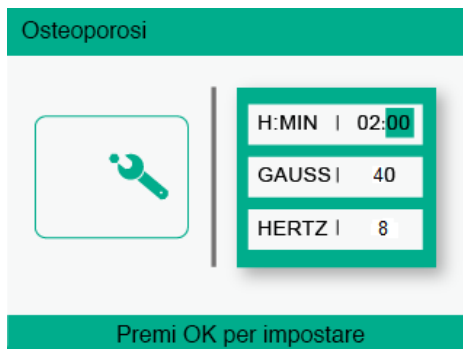 Osteoporosi
H:MIN | 02:00
GAUSS | 40
HERTZ | 8
Premi OK per impostare